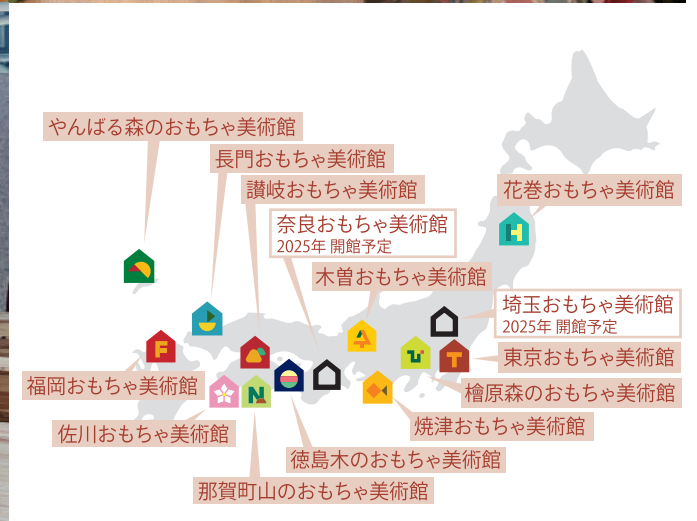 やんばる森のおもちゃ美術館
長門おもちゃ美術館
讃岐おもちゃ美術館
花巻おもちゃ美術館
奈良おもちゃ美術館
2025年 開館予定
木曽おもちゃ美術館
埼玉おもちゃ美術館
2025年 開館予定
東京おもちゃ美術館
福岡おもちゃ美術館
檜原森のおもちゃ美術館
佐川おもちゃ美術館
焼津おもちゃ美術館
徳島木のおもちゃ美術館
那賀町山のおもちゃ美術館
H
F
T
N